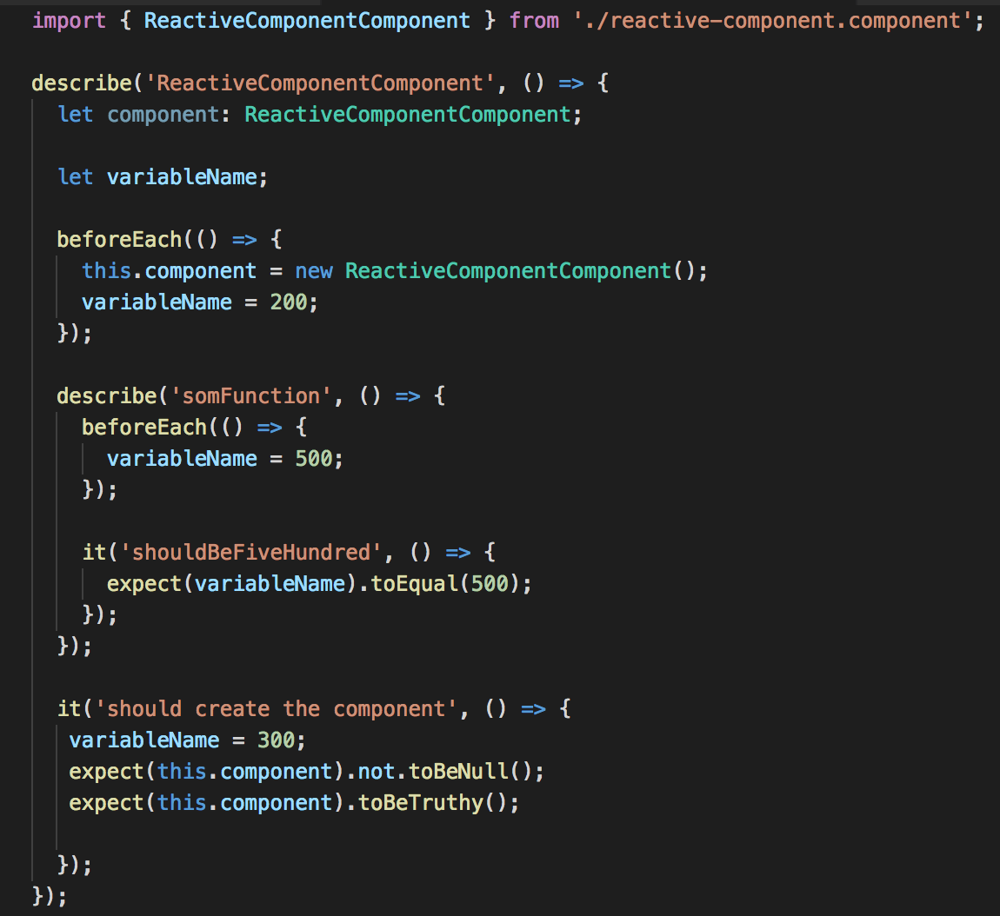 import { ReactiveComponentComponent } from './reactive-component.component';
describe('ReactiveComponentComponent', () => {
let component: ReactiveComponentComponent;
let variableName;
beforeEach(() => {
this.component = new ReactiveComponentComponent();
variableName = 200;
});
describe('somFunction', () => {
beforeEach(() => {
variableName = 500;
});
it('shouldBeFiveHundred', () => {
expect(variableName).toEqual(500);
});
});
it('should create the component', () => {
variableName = 300;
expect(this.component).not.toBeNull();
expect(this.component).toBeTruthy();
});
});